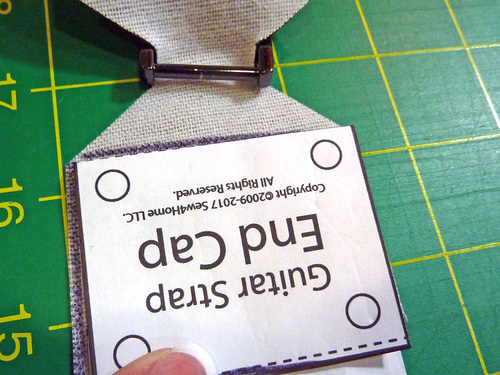 Guitar Strap
End Cap
Copyright ©2009-2017 Sew4Home LLC.
All Rights Reserved.
17
16
15